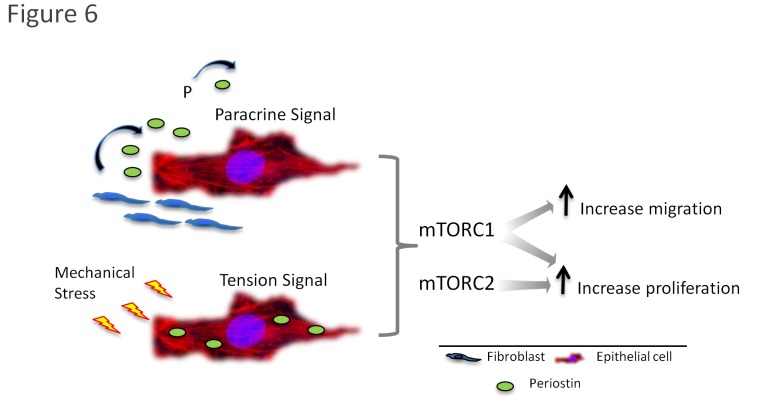 Figure 6
P
Paracrine Signal
mTORC1
Increase migration
Mechanical
Stress
Tension Signal
mTORC2
Increase proliferation
Fibroblast
Epithelial cell
Periostin